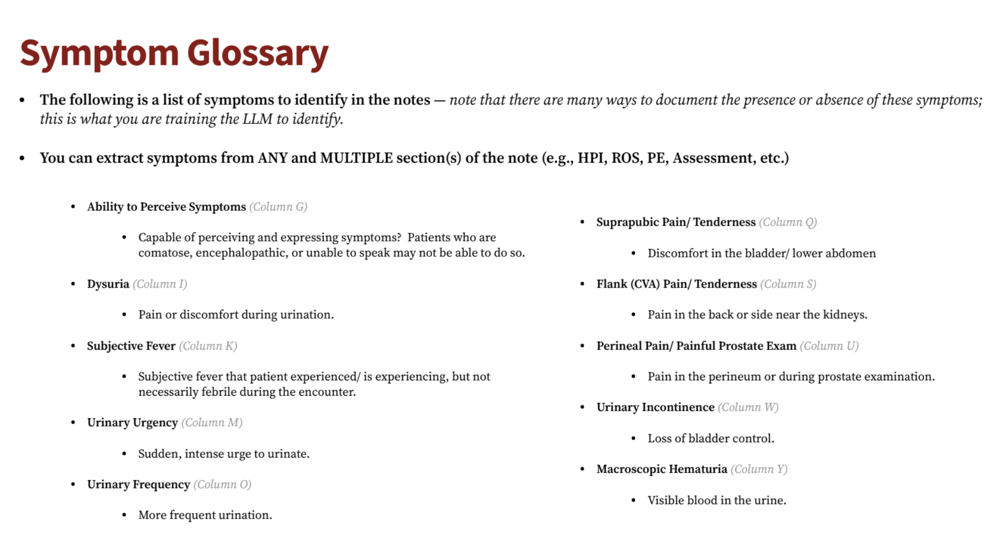 Symptom Glossary
• The following is a list of symptoms to identify in the notes — note that there are many ways to document the presence or absence of these symptoms;
this is what you are training the LLM to identify.
• You can extract symptoms from ANY and MULTIPLE section(s) of the note (e.g., HPI, ROS, PE, Assessment, etc.)
• Ability to Perceive Symptoms (Column G)
• Capable of perceiving and expressing symptoms?  Patients who are
comatose, encephalopathic, or unable to speak may not be able to do so.
• Dysuria (Column I)
• Pain or discomfort during urination.
• Subjective Fever (Column K)
• Subjective fever that patient experienced/ is experiencing, but not
necessarily febrile during the encounter.
• Urinary Urgency (Column M)
• Sudden, intense urge to urinate.
• Urinary Frequency (Column O)
• More frequent urination.
• Suprapubic Pain/ Tenderness (Column Q)
• Discomfort in the bladder/ lower abdomen
• Flank (CVA) Pain/ Tenderness (Column S)
• Pain in the back or side near the kidneys.
• Perineal Pain/ Painful Prostate Exam (Column U)
• Pain in the perineum or during prostate examination.
• Urinary Incontinence (Column W)
• Loss of bladder control.
• Macroscopic Hematuria (Column Y)
• Visible blood in the urine.